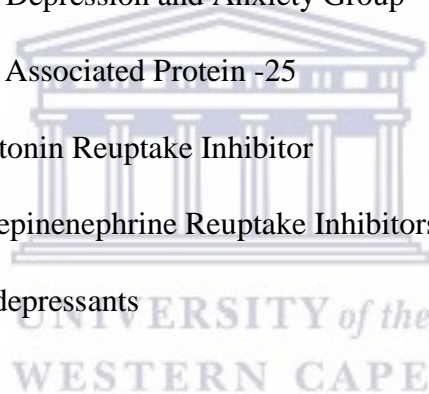 Depression and Anxiety Group
Associated Protein -25
tonin Reuptake Inhibitor
epinenephrine Reuptake Inhibitors
depressants
UNIVERSITY of the
WESTERN CAPE